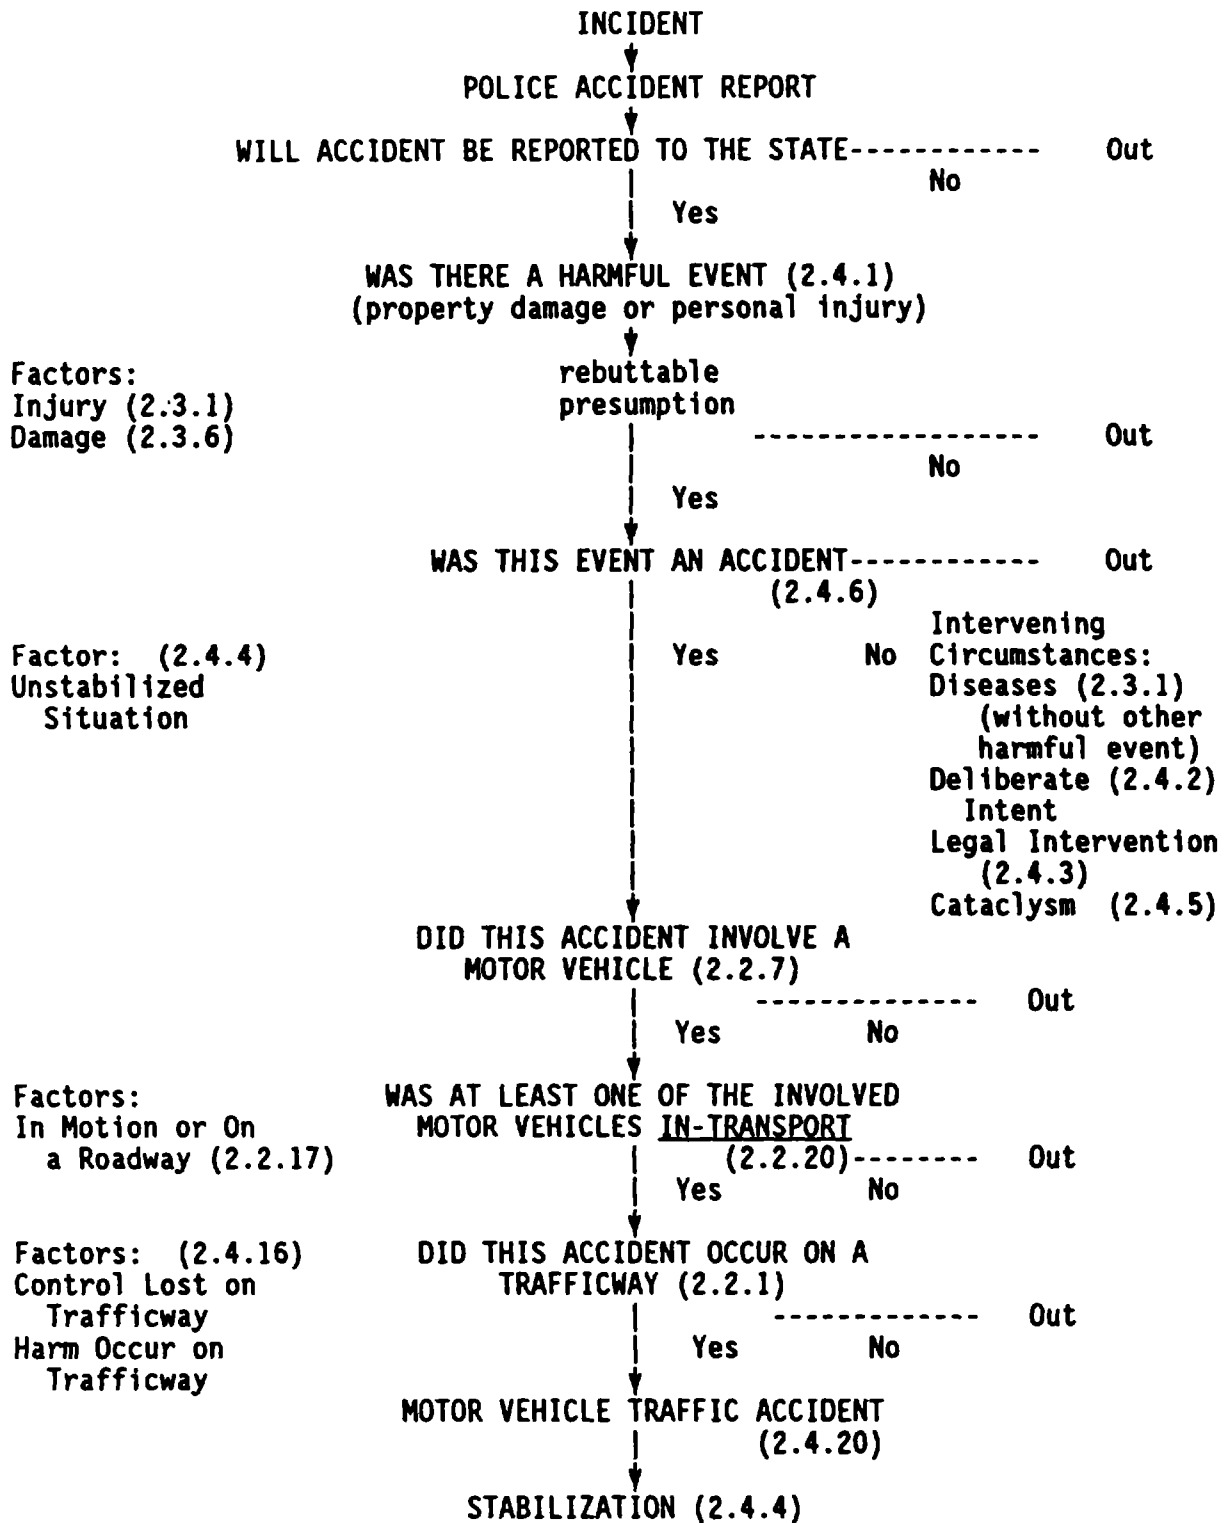 INCIDENT
POLICE ACCIDENT REPORT
WILL ACCIDENT BE REPORTED TO THE STATE------------ Out
No
Yes
WAS THERE A HARMFUL EVENT (2.4.1)
(property damage or personal injury)
Factors: rebuttable
Injury (2.3.1) presumption
Damage (2.3.6) ------------------ Out
No
Yes
WAS THIS EVENT AN ACCIDENT------------ Out
(2.4.6)
Intervening
Factor: (2.4.4) Yes No Circumstances:
Unstabilized Diseases (2.3.1)
Situation (without other
harmful event)
Deliberate (2.4.2)
Intent
Legal Intervention
(2.4.3)
Cataclysm (2.4.5)
DID THIS ACCIDENT INVOLVE A
MOTOR VEHICLE (2.2.7)
-------------- Out
Yes No
Factors: WAS AT LEAST ONE OF THE INVOLVED
In Motion or On MOTOR VEHICLES IN-TRANSPORT
a Roadway (2.2.17) (2.2.20)-------- Out
Yes No
Factors: (2.4.16) DID THIS ACCIDENT OCCUR ON A
Control Lost on TRAFFICWAY (2.2.1)
Trafficway ------------- Out
Harm Occur on Yes No
Trafficway
MOTOR VEHICLE TRAFFIC ACCIDENT
(2.4.20)
STABILIZATION (2.4.4)